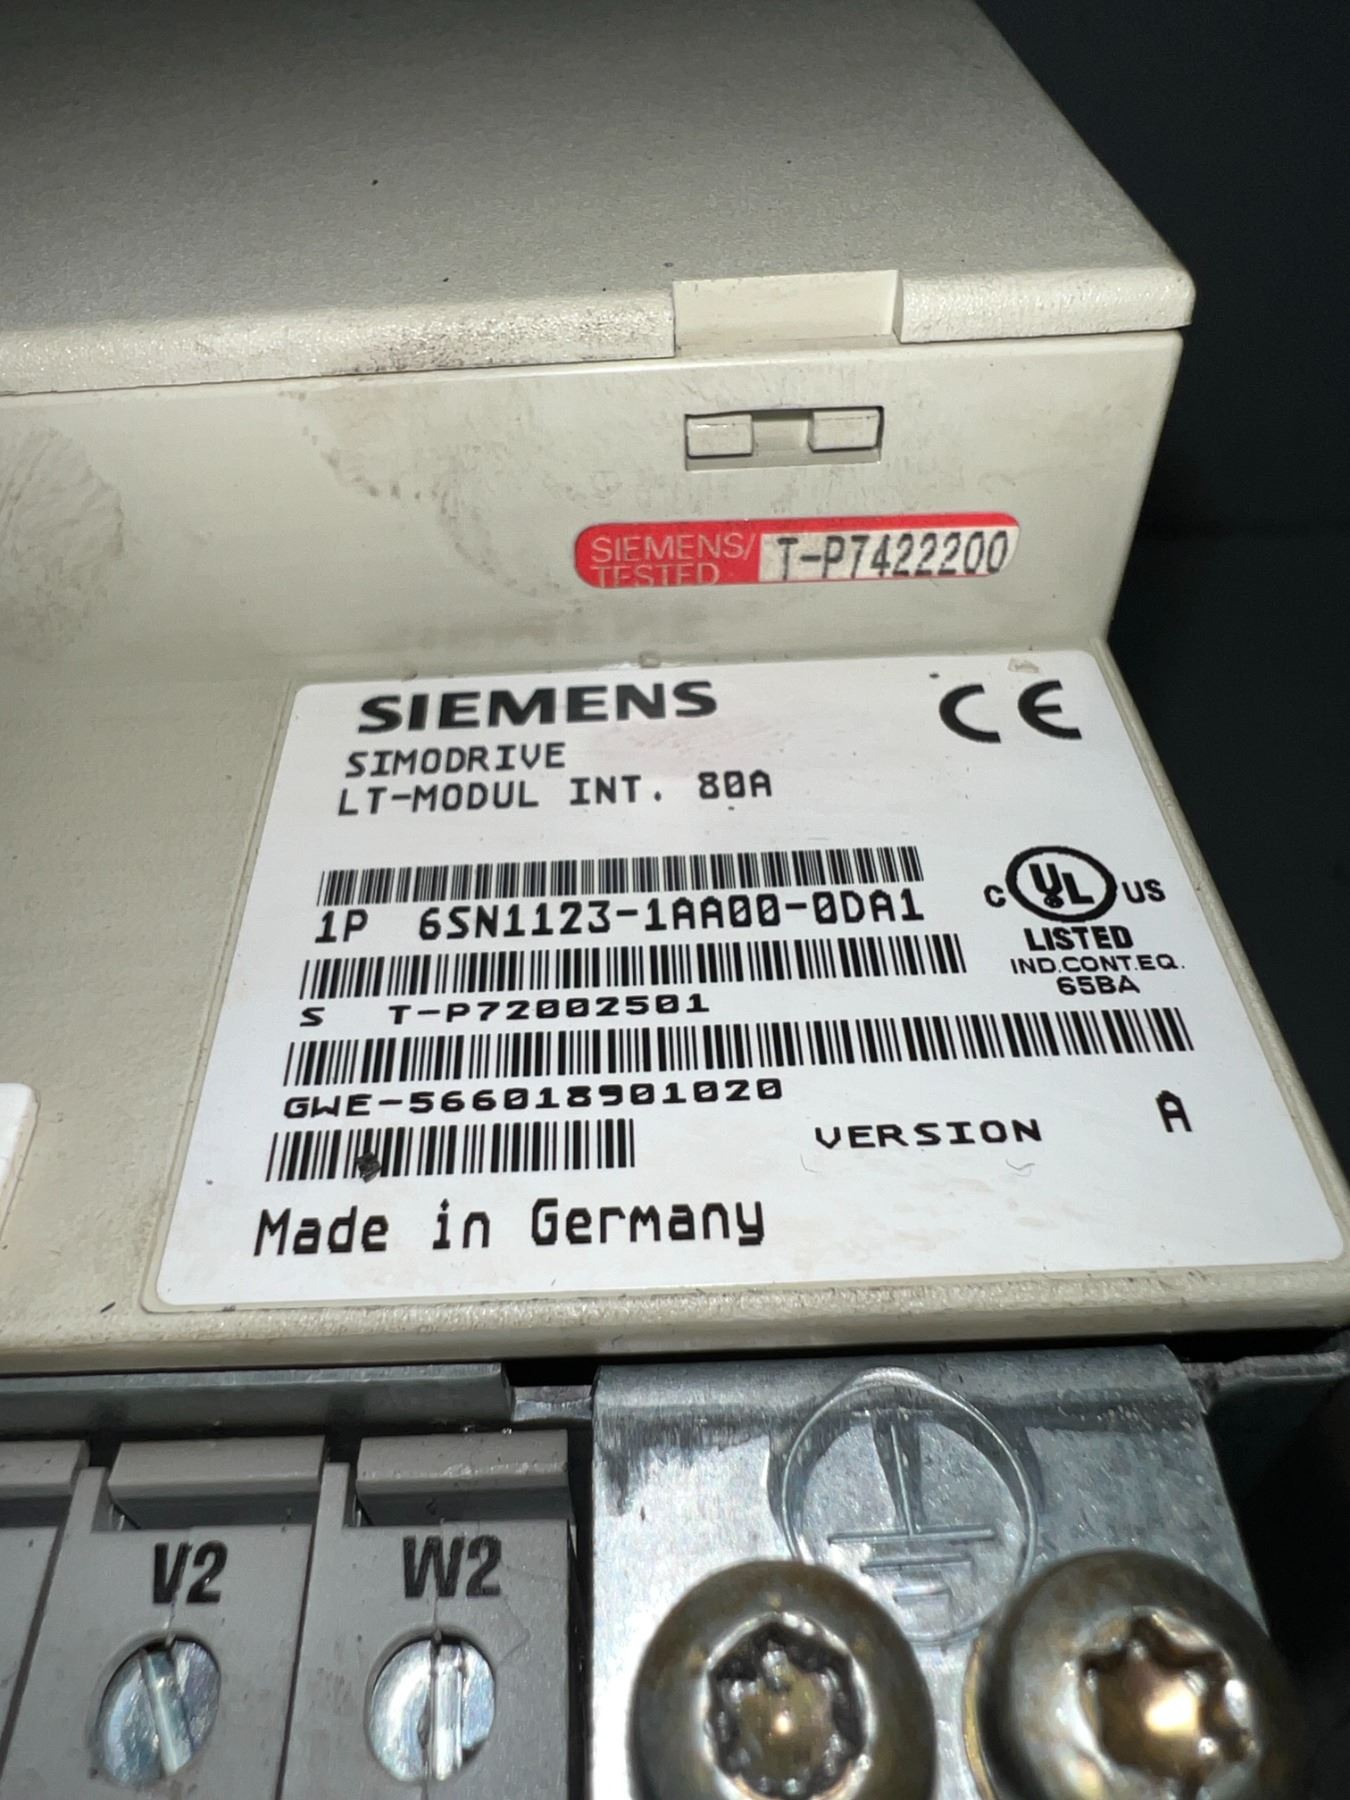 SIEMENS/ T-P7422200
TESTED
SIEMENS
CE
SIMODRIVE
LT-MODUL INT. 80A
1P 6SN1123-1AA00-0DA1
C UL US
LISTED
IND.CONT.EQ.
65BA
S T-P72002501
GWE-566018901020
VERSION A
Made in Germany
V2 W2